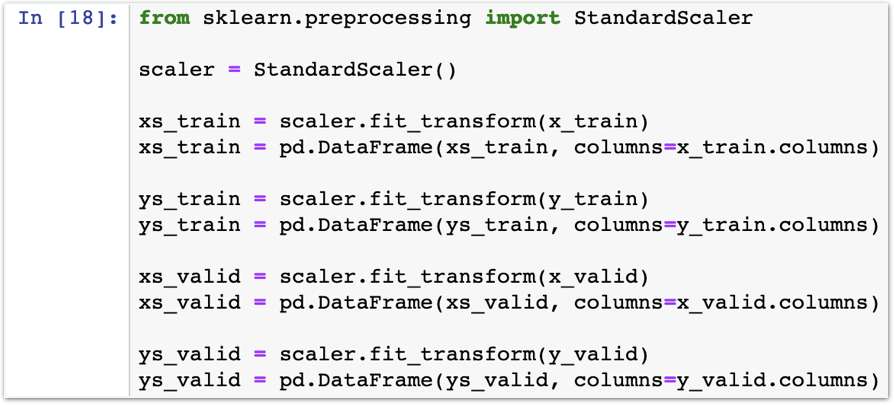 In [18]: from sklearn.preprocessing import StandardScaler
scaler = StandardScaler()
xs_train = scaler.fit_transform(x_train)
xs_train = pd.DataFrame(xs_train, columns=x_train.columns)
ys_train = scaler.fit_transform(y_train)
ys_train = pd.DataFrame(ys_train, columns=y_train.columns)
xs_valid = scaler.fit_transform(x_valid)
xs_valid = pd.DataFrame(xs_valid, columns=x_valid.columns)
ys_valid = scaler.fit_transform(y_valid)
ys_valid = pd.DataFrame(ys_valid, columns=y_valid.columns)